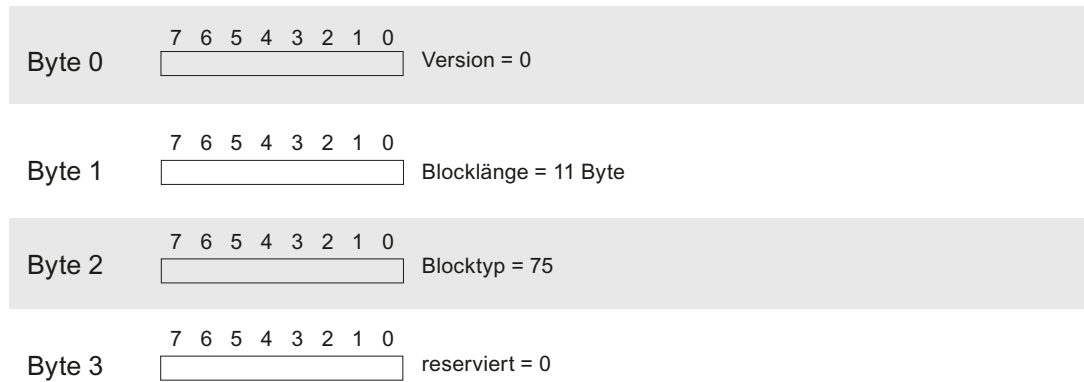 7 6 5 4 3 2 1 0
Byte 0 Version = 0
7 6 5 4 3 2 1 0
Byte 1 Blocklänge = 11 Byte
7 6 5 4 3 2 1 0
Byte 2 Blocktyp = 75
7 6 5 4 3 2 1 0
Byte 3 reserviert = 0